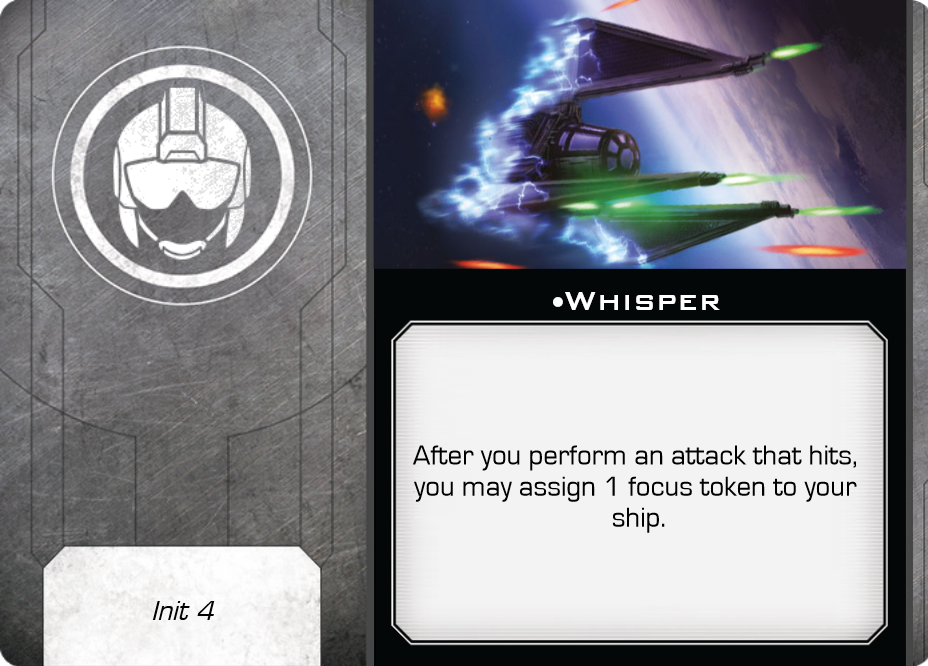 •Whisper
After you perform an attack that hits,
you may assign 1 focus token to your
ship.
Init 4